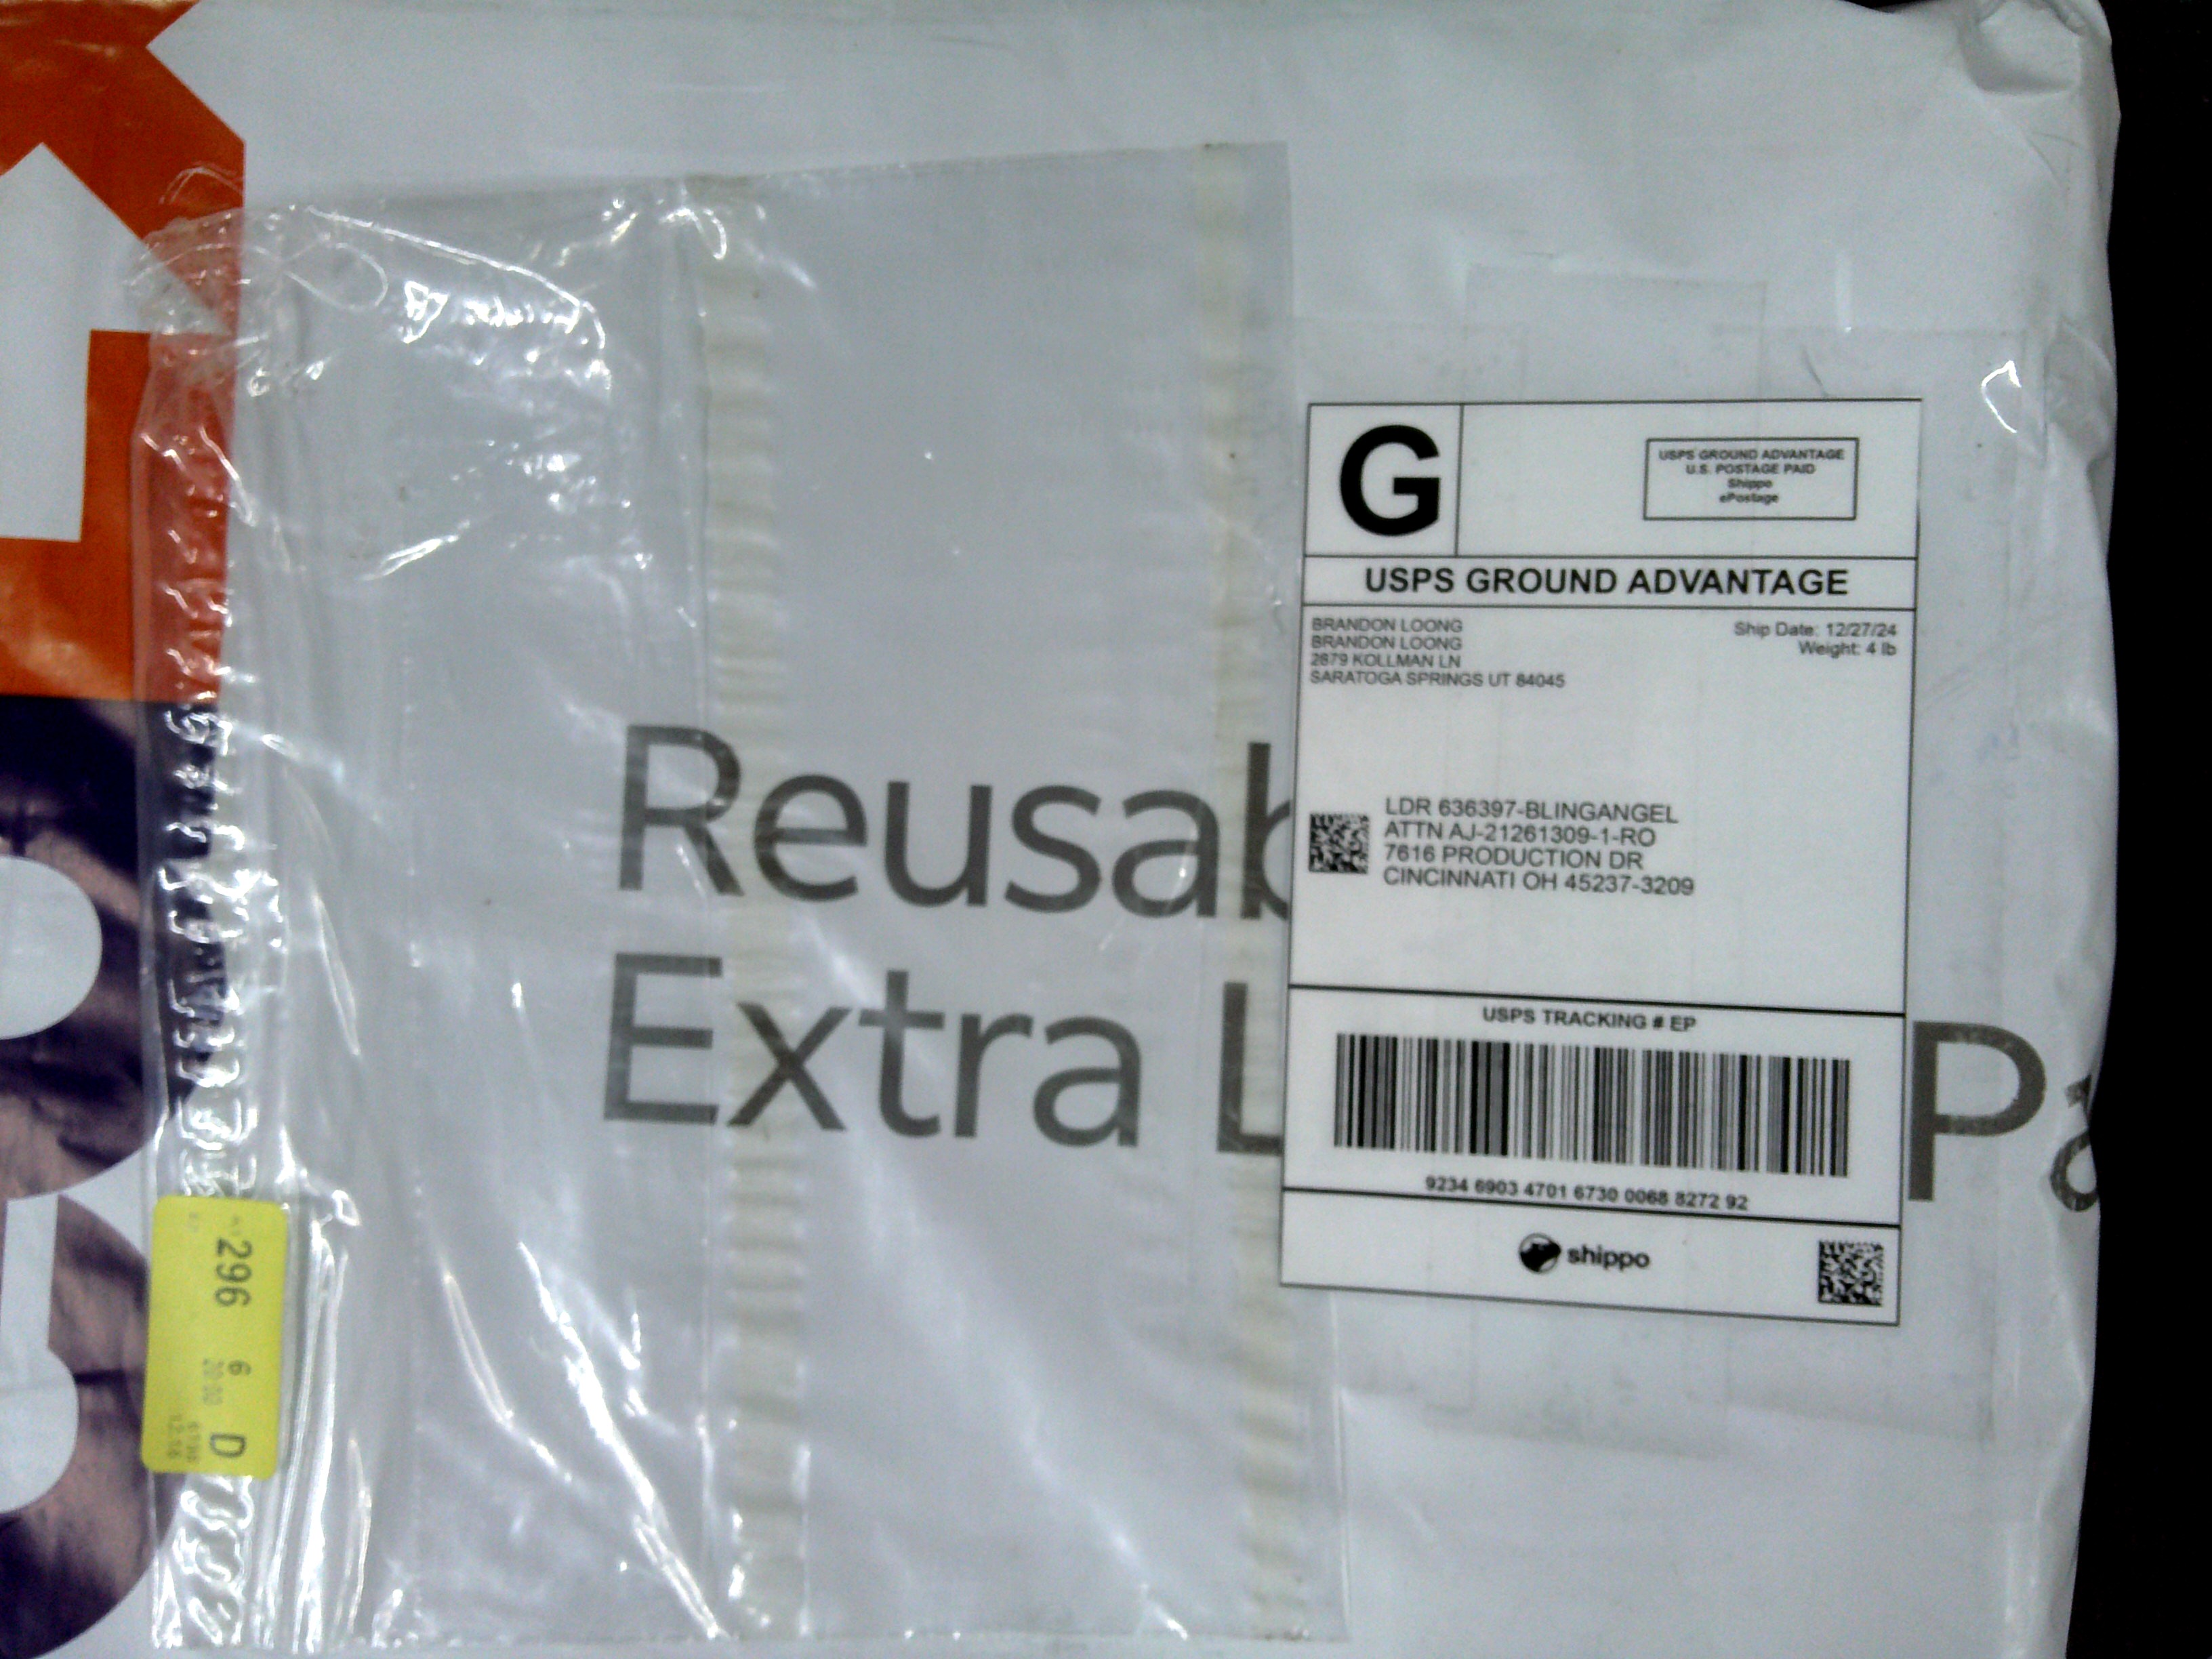 G
USPS GROUND ADVANTAGE
U.S. POSTAGE PAID
Shippo
ePostage
USPS GROUND ADVANTAGE
BRANDON LOONG
BRANDON LOONG
2879 KOLLMAN LN
SARATOGA SPRINGS UT 84045
Ship Date: 12/27/24
Weight: 4 lb
LDR 636397-BLINGANGEL
ATTN AJ-21261309-1-RO
7616 PRODUCTION DR
CINCINNATI OH 45237-3209
USPS TRACKING # EP
9234 6903 4701 6730 0068 8272 92
shippo
Reusab
Extra L
Pa
296
6
D